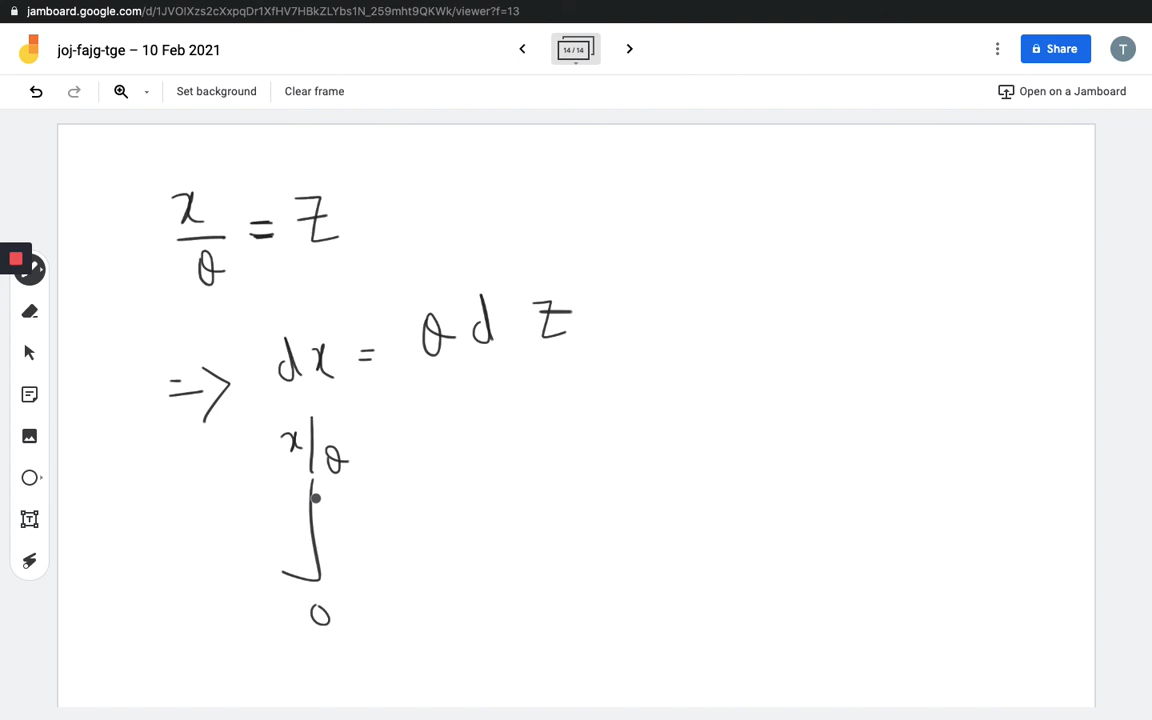 jamboard.google.com/d/1JVOIXzs2cXxpqDr1XfHV7HBkZLYbs1N_259mht9QKWk/viewer?f=13
joj-fajg-tge – 10 Feb 2021
14 / 14
Share
T
Set background
Clear frame
Open on a Jamboard
x/θ = Z
=> dx = θ d Z
x/θ
∫
0